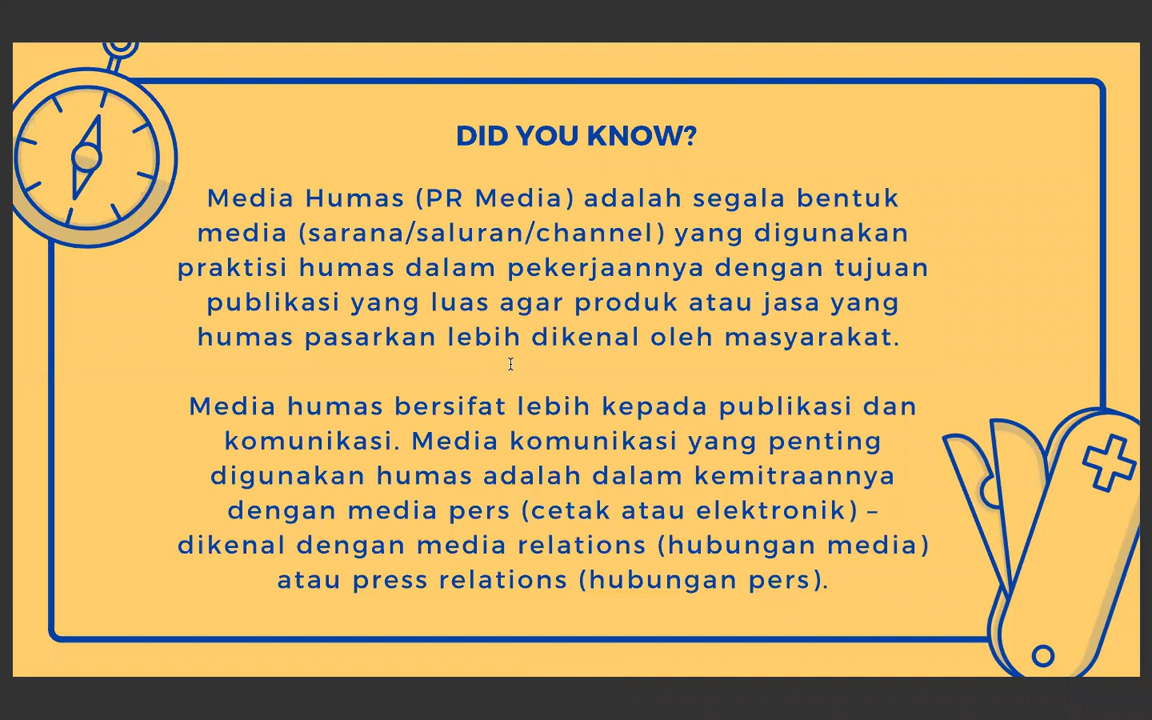 DID YOU KNOW?
Media Humas (PR Media) adalah segala bentuk
media (sarana/saluran/channel) yang digunakan
praktisi humas dalam pekerjaannya dengan tujuan
publikasi yang luas agar produk atau jasa yang
humas pasarkan lebih dikenal oleh masyarakat.
Media humas bersifat lebih kepada publikasi dan
komunikasi. Media komunikasi yang penting
digunakan humas adalah dalam kemitraannya
dengan media pers (cetak atau elektronik) –
dikenal dengan media relations (hubungan media)
atau press relations (hubungan pers).